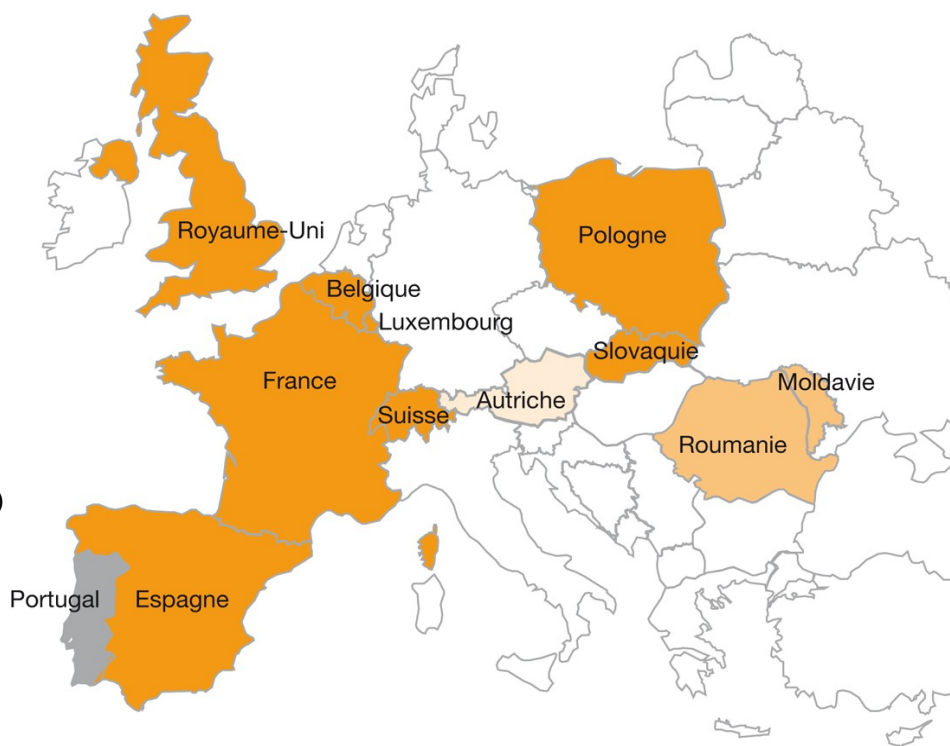 Royaume-Uni
Pologne
Belgique
Luxembourg
Slovaquie
France
Moldavie
Autriche
Suisse
Roumanie
Portugal
Espagne
)